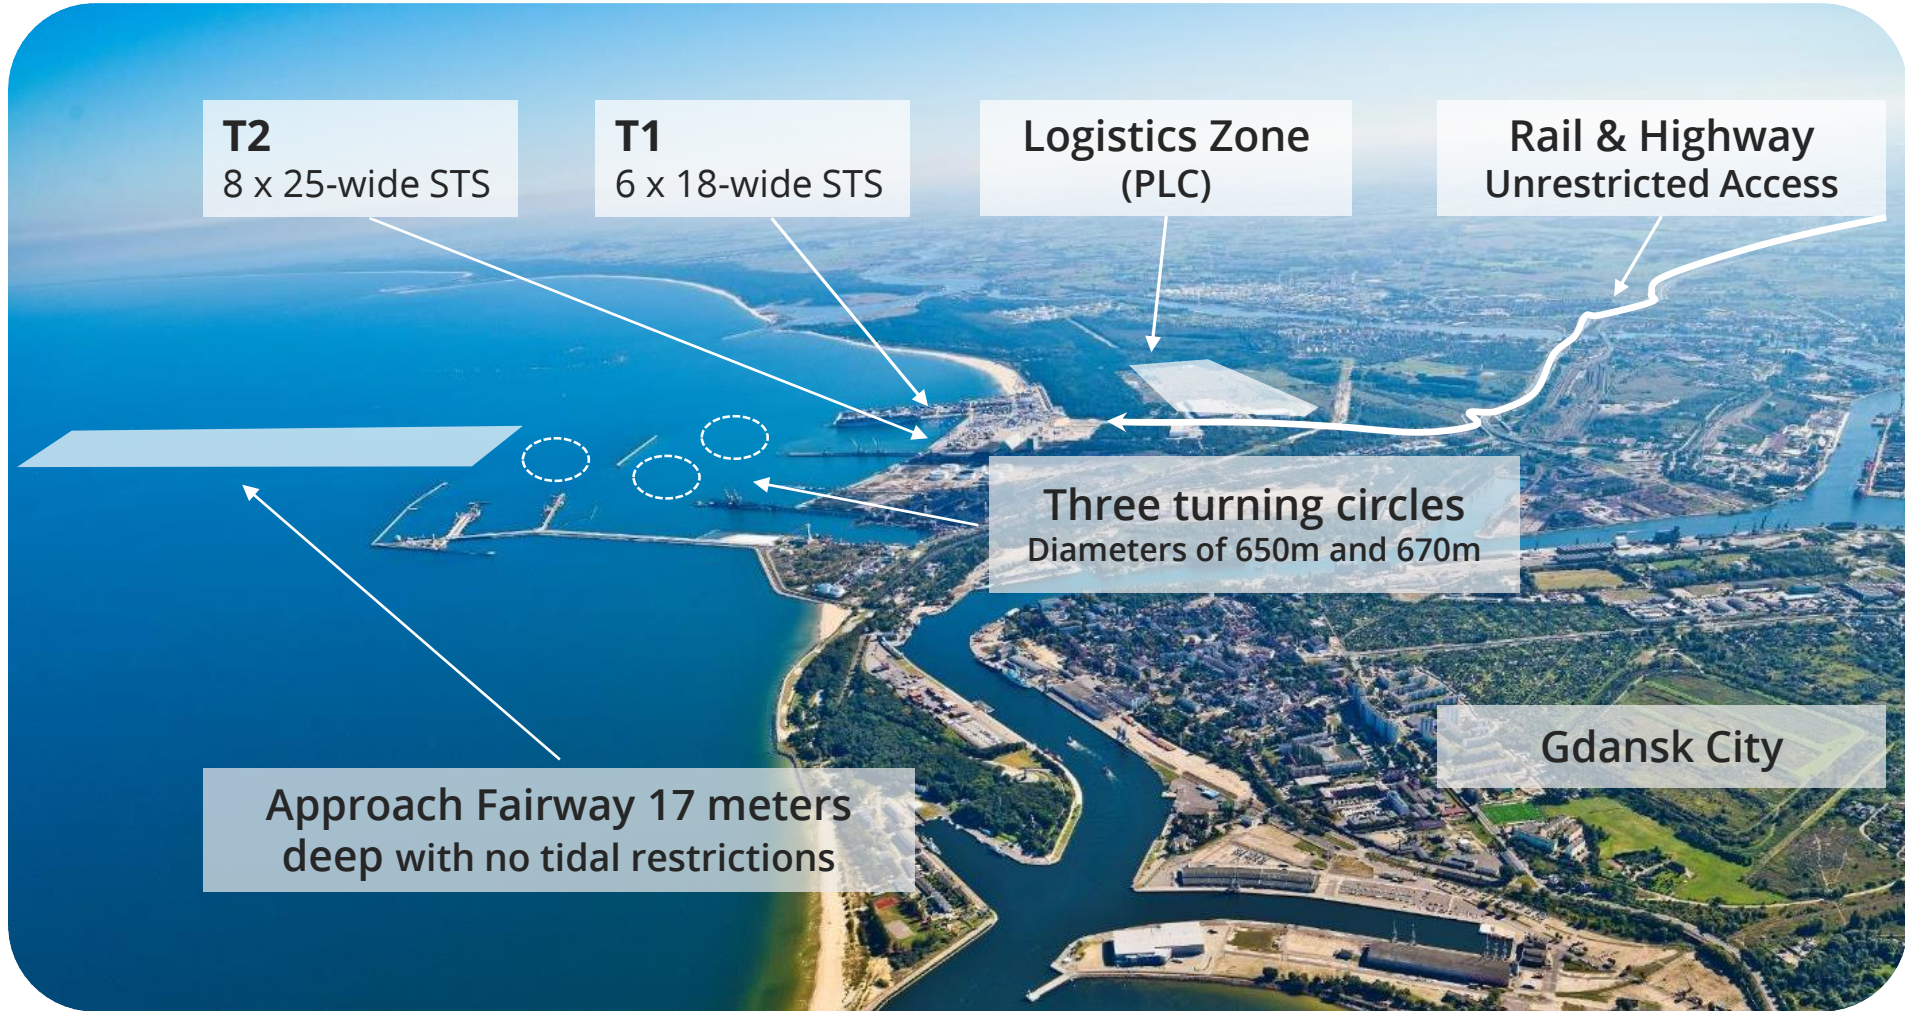 T2
8 x 25-wide STS
T1
6 x 18-wide STS
Logistics Zone
(PLC)
Rail & Highway
Unrestricted Access
Three turning circles
Diameters of 650m and 670m
Gdansk City
Approach Fairway 17 meters
deep with no tidal restrictions